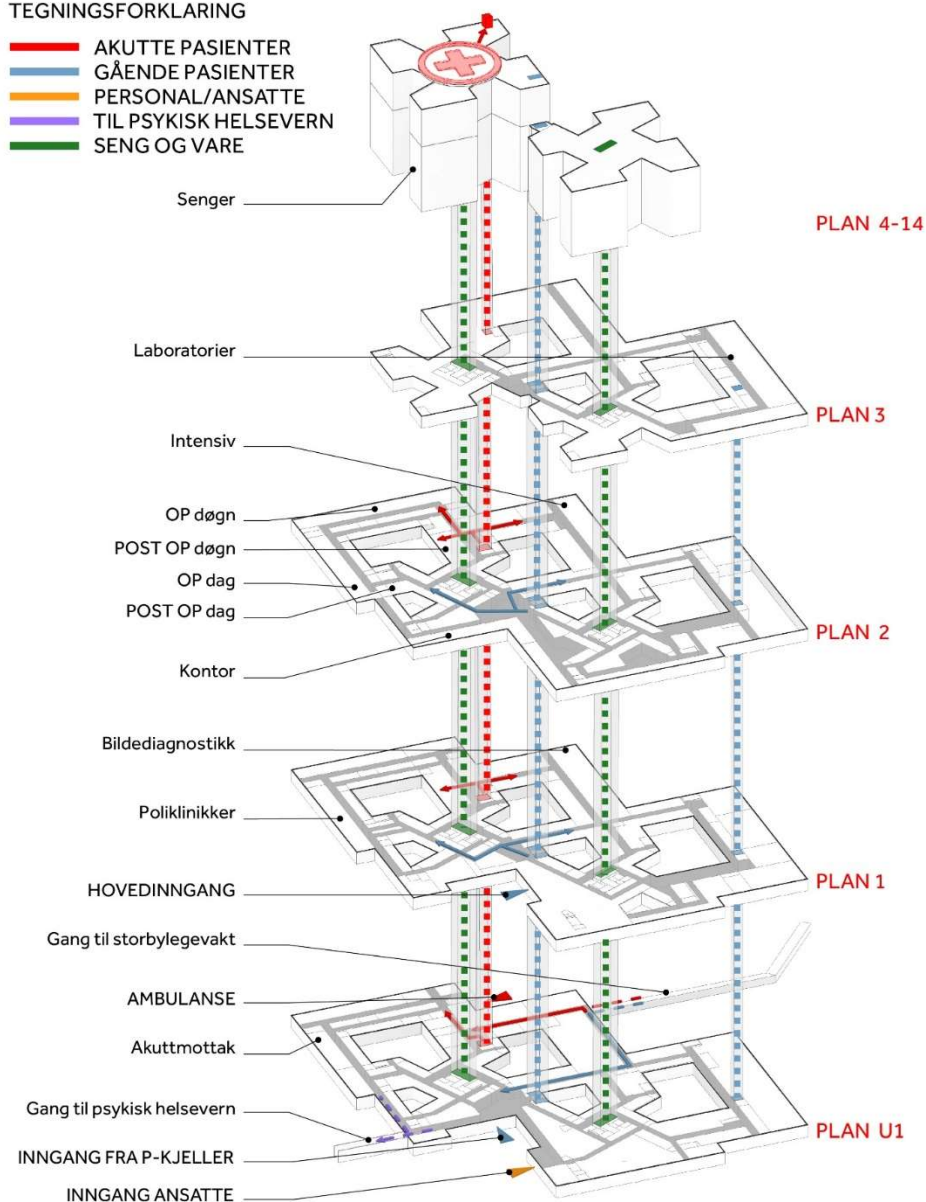 TEGNINGSFORKLARING
AKUTTE PASIENTER
GÅENDE PASIENTER
PERSONAL/ANSATTE
TIL PSYKISK HELSEVERN
SENG OG VARE
Senger
PLAN 4-14
Laboratorier
PLAN 3
Intensiv
OP døgn
POST OP døgn
OP dag
POST OP dag
PLAN 2
Kontor
Bildediagnostikk
Poliklinikker
PLAN 1
HOVEDINNGANG
Gang til storbylegevakt
AMBULANSE
Akuttmottak
Gang til psykisk helsevern
PLAN U1
INNGANG FRA P-KJELLER
INNGANG ANSATTE